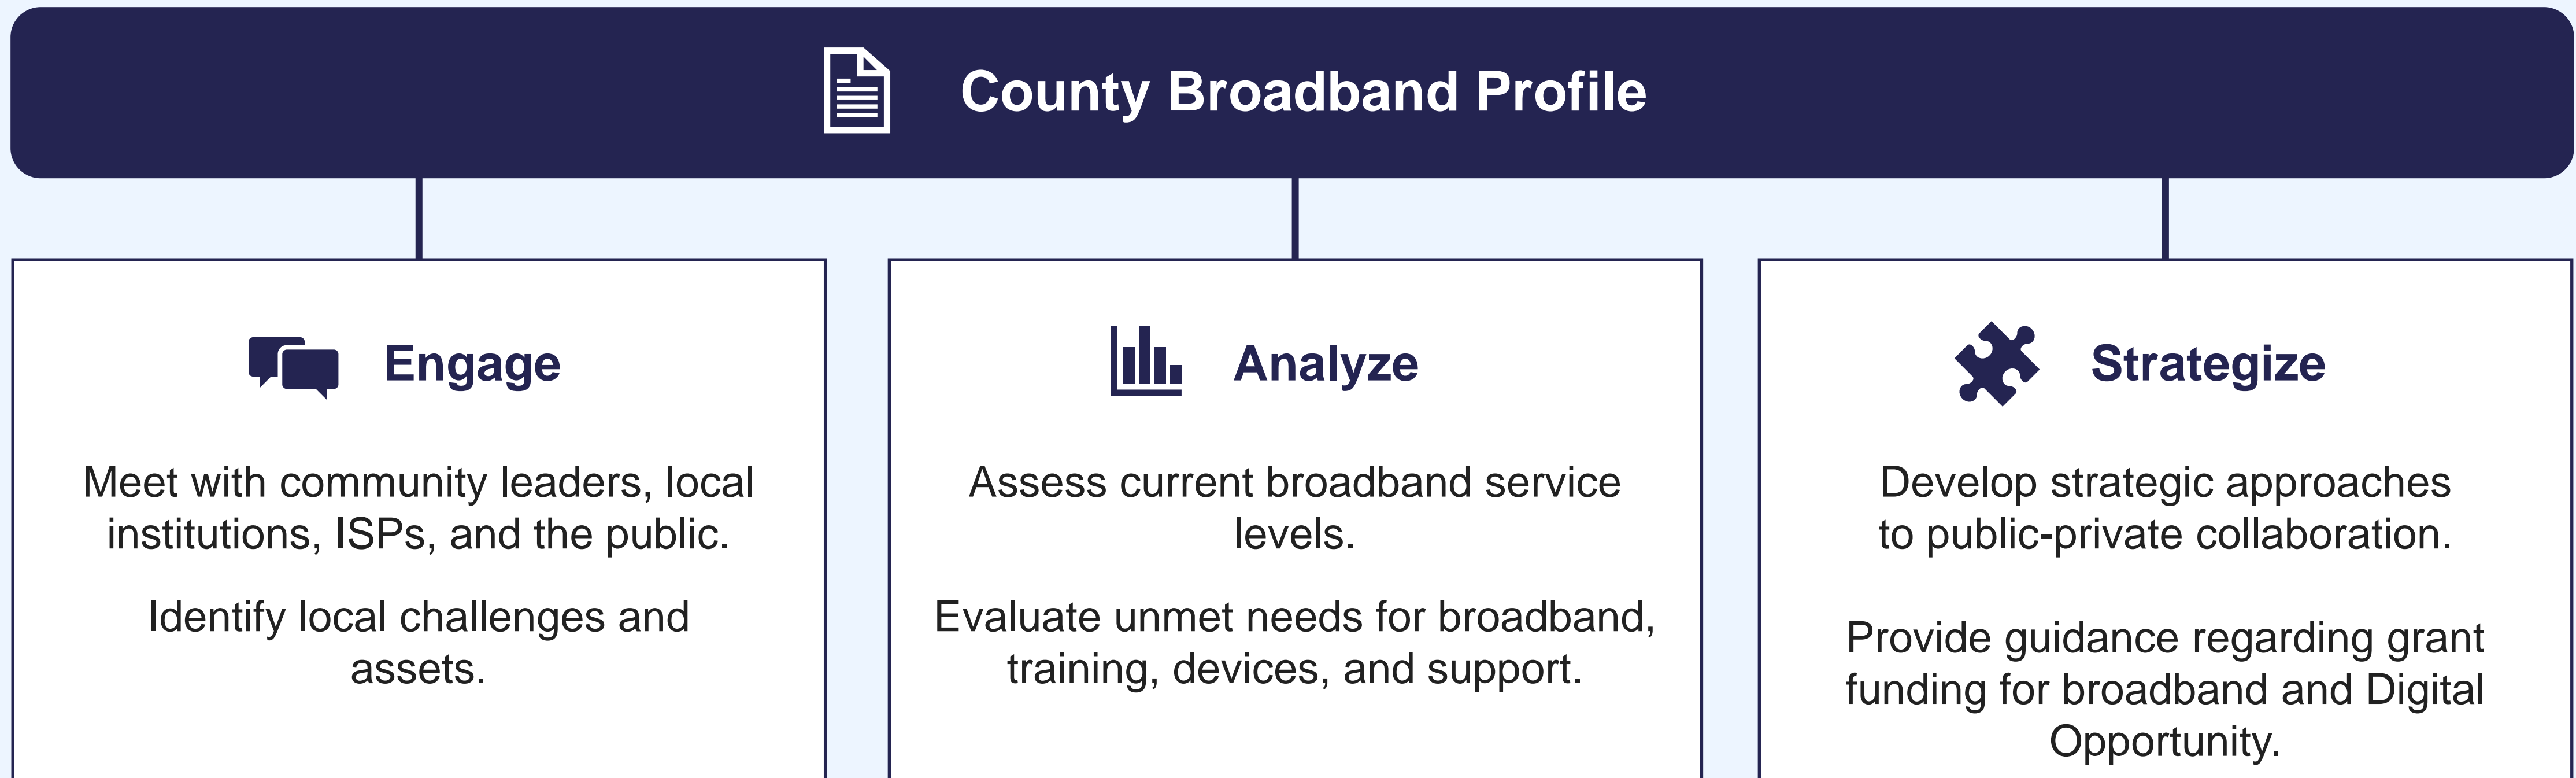 County Broadband Profile
Engage
Meet with community leaders, local
institutions, ISPs, and the public.
Identify local challenges and
assets.
Analyze
Assess current broadband service
levels.
Evaluate unmet needs for broadband,
training, devices, and support.
Strategize
Develop strategic approaches
to public-private collaboration.
Provide guidance regarding grant
funding for broadband and Digital
Opportunity.